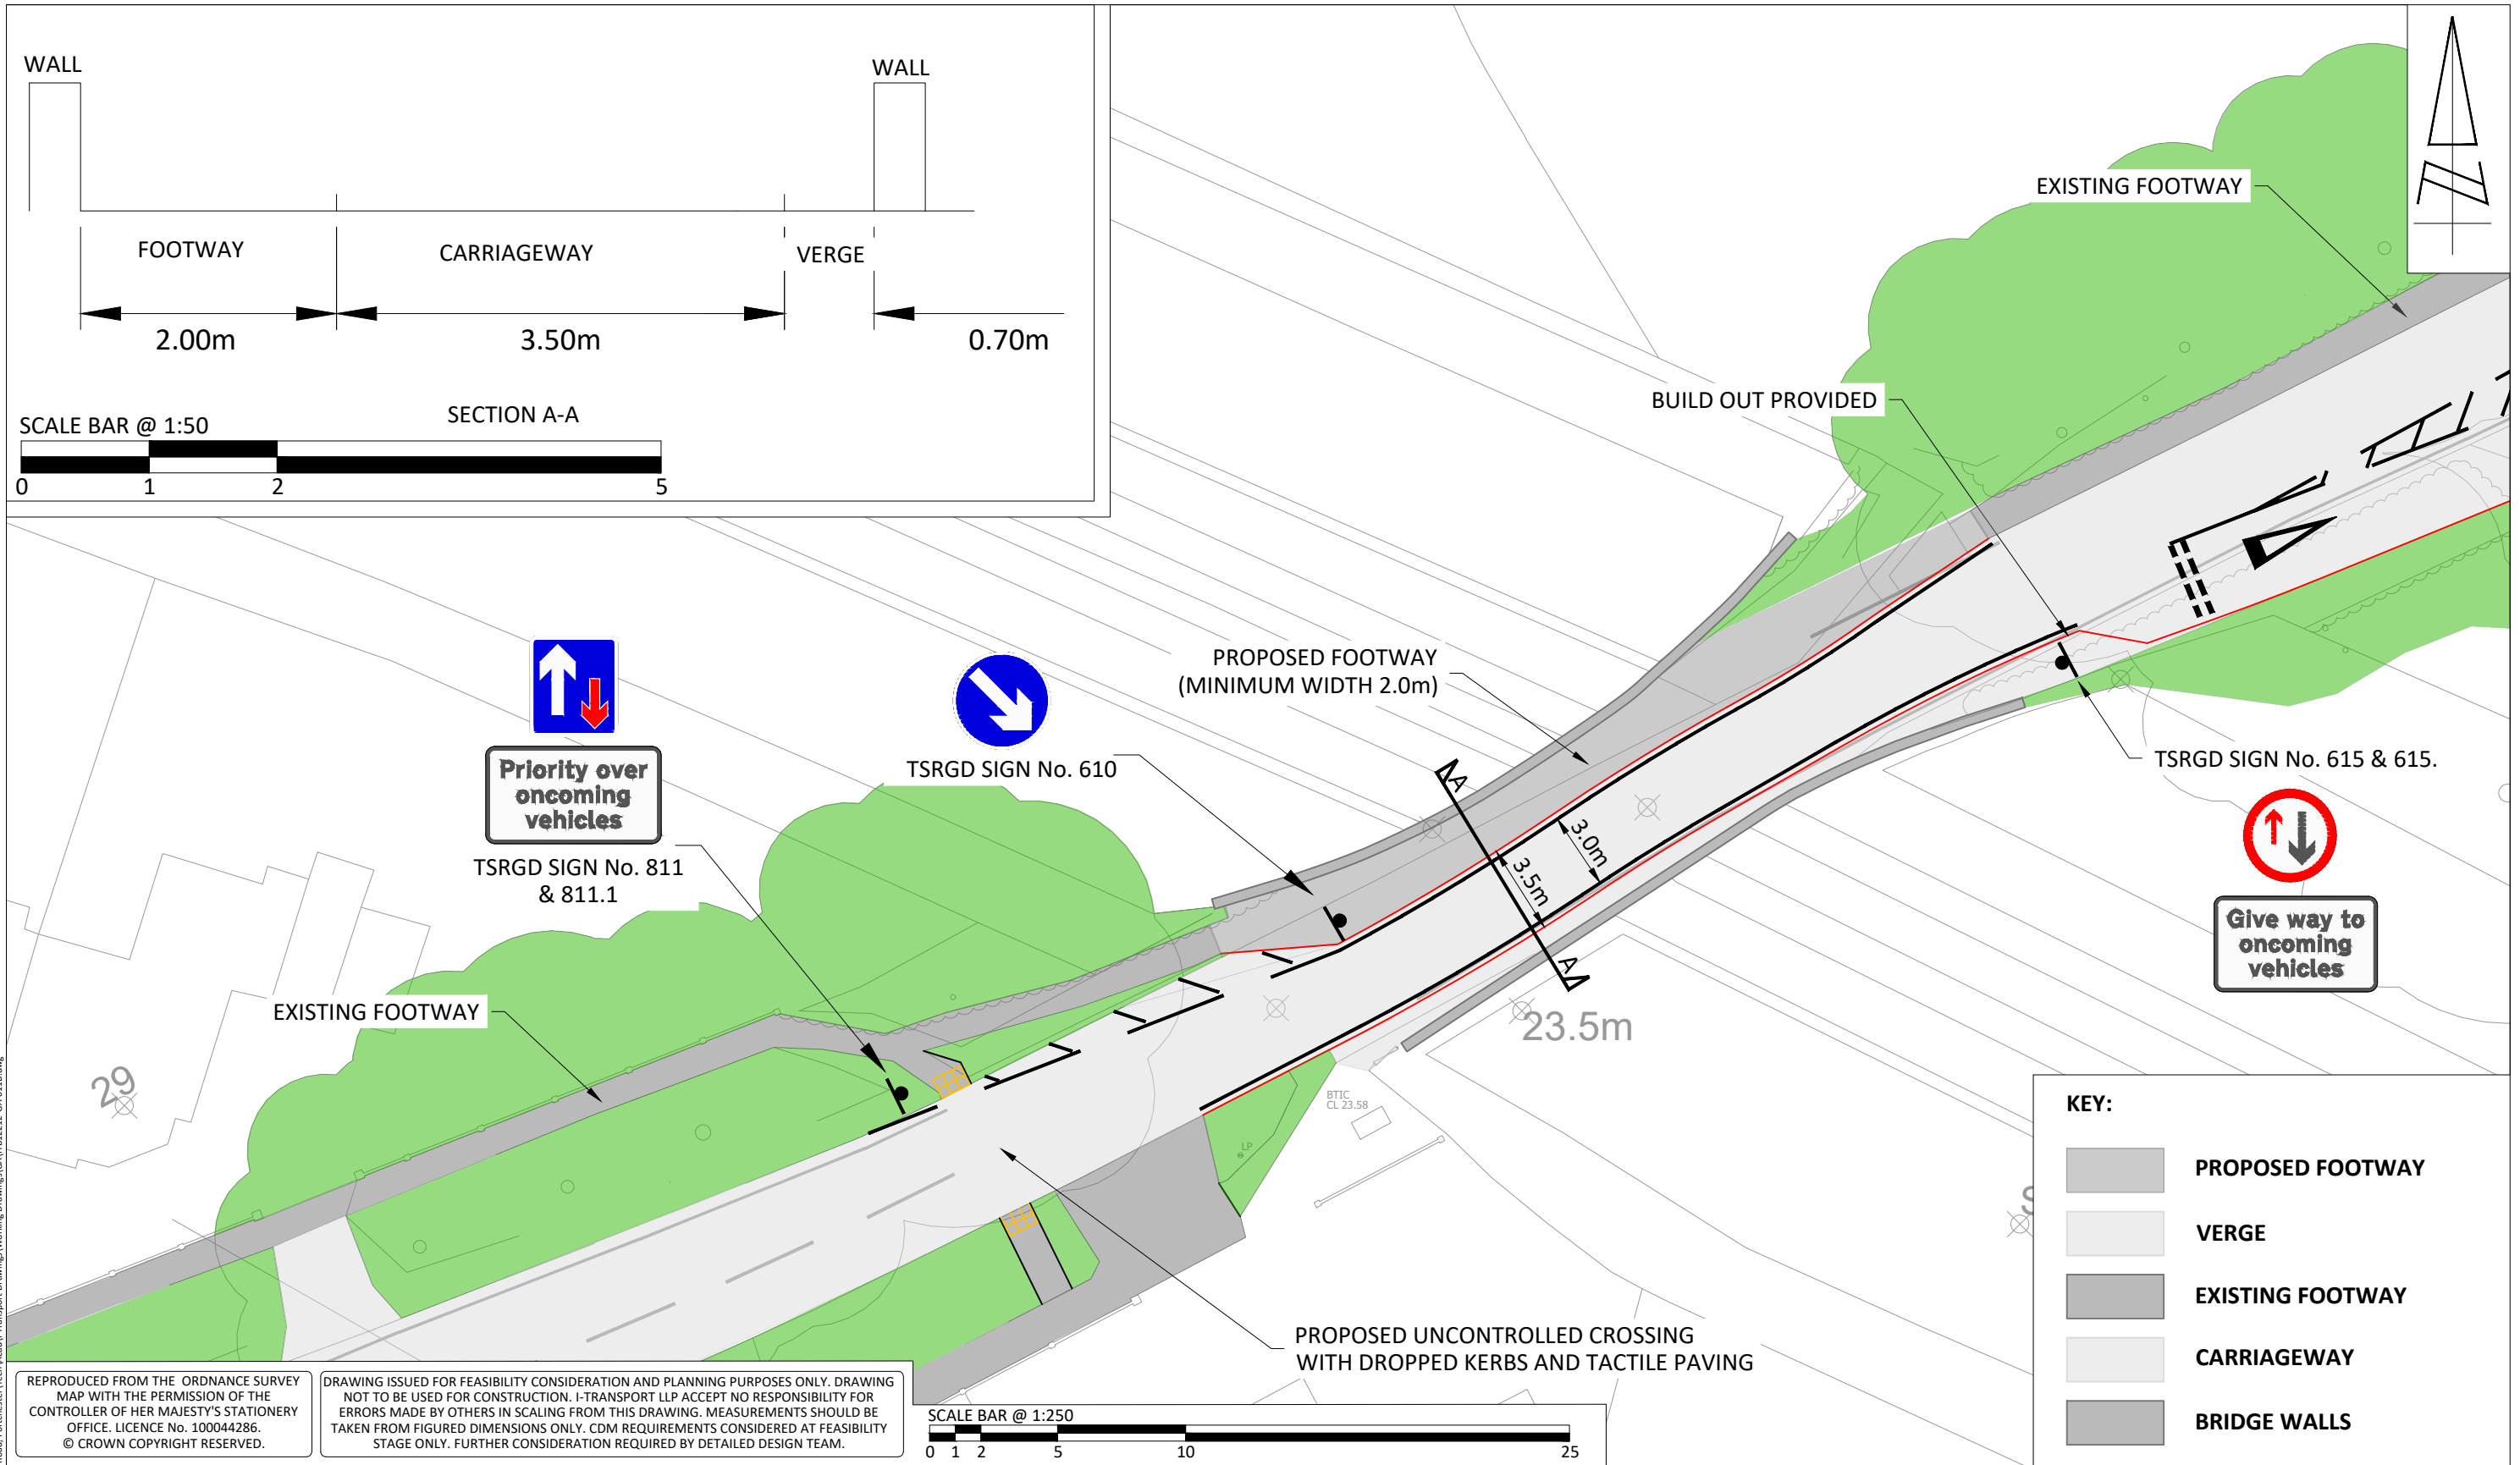 WALL
WALL
FOOTWAY
CARRIAGEWAY
VERGE
2.00m
3.50m
0.70m
SECTION A-A
SCALE BAR @ 1:50
0 1 2 5
EXISTING FOOTWAY
BUILD OUT PROVIDED
PROPOSED FOOTWAY
(MINIMUM WIDTH 2.0m)
TSRGD SIGN No. 610
Priority over
oncoming
vehicles
TSRGD SIGN No. 811
& 811.1
TSRGD SIGN No. 615 & 615.
Give way to
oncoming
vehicles
A
3.0m
3.5m
A
23.5m
EXISTING FOOTWAY
29
BTIC
CL 23.58
LP
PROPOSED UNCONTROLLED CROSSING
WITH DROPPED KERBS AND TACTILE PAVING
KEY:
PROPOSED FOOTWAY
VERGE
EXISTING FOOTWAY
CARRIAGEWAY
BRIDGE WALLS
REPRODUCED FROM THE ORDNANCE SURVEY
MAP WITH THE PERMISSION OF THE
CONTROLLER OF HER MAJESTY'S STATIONERY
OFFICE. LICENCE No. 100044286.
© CROWN COPYRIGHT RESERVED.
DRAWING ISSUED FOR FEASIBILITY CONSIDERATION AND PLANNING PURPOSES ONLY. DRAWING
NOT TO BE USED FOR CONSTRUCTION. I-TRANSPORT LLP ACCEPT NO RESPONSIBILITY FOR
ERRORS MADE BY OTHERS IN SCALING FROM THIS DRAWING. MEASUREMENTS SHOULD BE
TAKEN FROM FIGURED DIMENSIONS ONLY. CDM REQUIREMENTS CONSIDERED AT FEASIBILITY
STAGE ONLY. FURTHER CONSIDERATION REQUIRED BY DETAILED DESIGN TEAM.
SCALE BAR @ 1:250
0 1 2 5 10 25